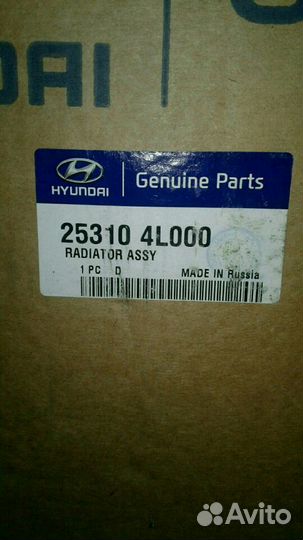 DAI
HYUNDAI
Genuine Parts
25310 4L000
RADIATOR ASSY
1 PC D MADE IN Russia
Avito